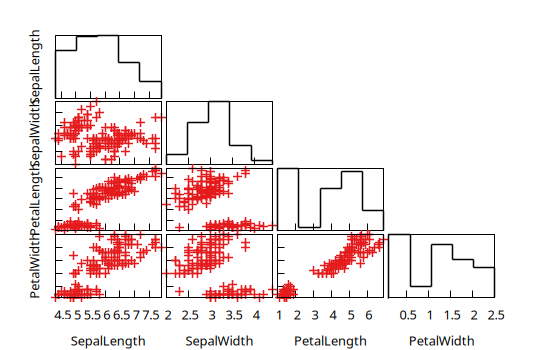 SepalLength
SepalWidth
PetalLength
PetalWidth
4.5 5 5.5 6 6.5 7 7.5 2 2.5 3 3.5 4 1 2 3 4 5 6 0.5 1 1.5 2 2.5
SepalLength SepalWidth PetalLength PetalWidth